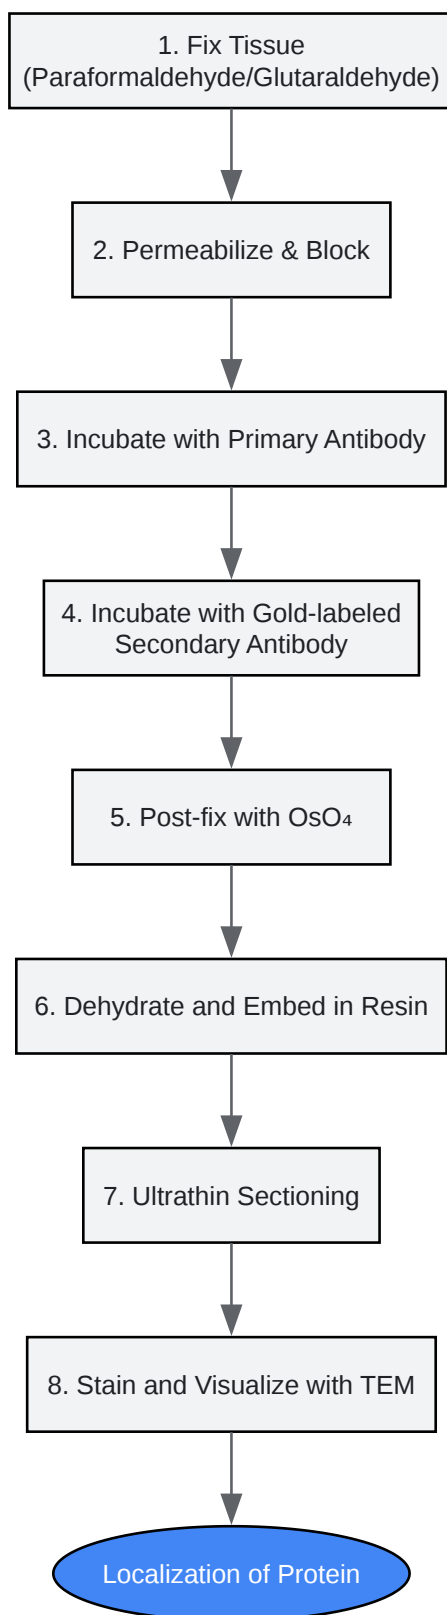 1. Fix Tissue
(Paraformaldehyde/Glutaraldehyde)
2. Permeabilize & Block
3. Incubate with Primary Antibody
4. Incubate with Gold-labeled
Secondary Antibody
5. Post-fix with OsO₄
6. Dehydrate and Embed in Resin
7. Ultrathin Sectioning
8. Stain and Visualize with TEM
Localization of Protein